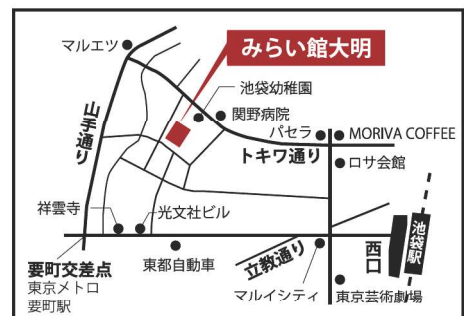 みらい館大明
マルエツ
池袋幼稚園
関野病院
山手通り
パセラ
MORIVA COFFEE
トキワ通り
ロサ会館
祥雲寺
光文社ビル
池袋駅
西口
要町交差点
東京メトロ
要町駅
東都自動車
立教通り
マルイシティ
東京芸術劇場